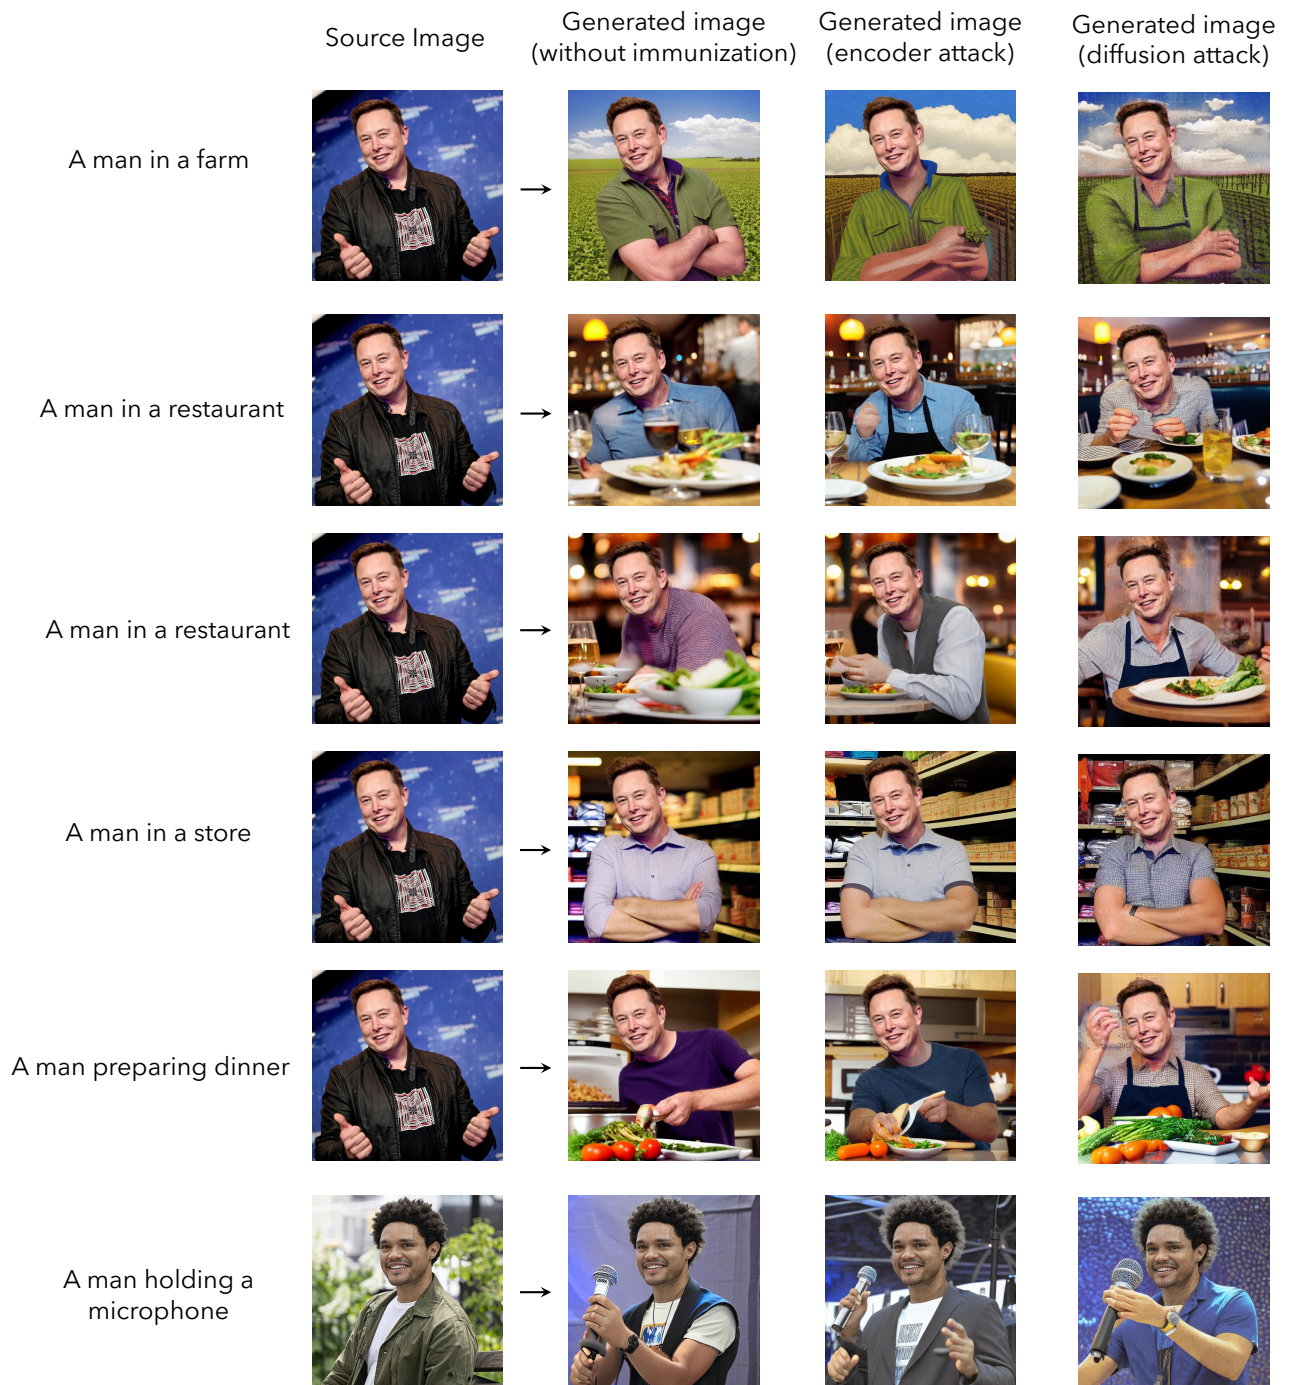 Source Image
Generated image
(without immunization)
Generated image
(encoder attack)
Generated image
(diffusion attack)
A man in a farm
A man in a restaurant
A man in a restaurant
A man in a store
A man preparing dinner
A man holding a
microphone